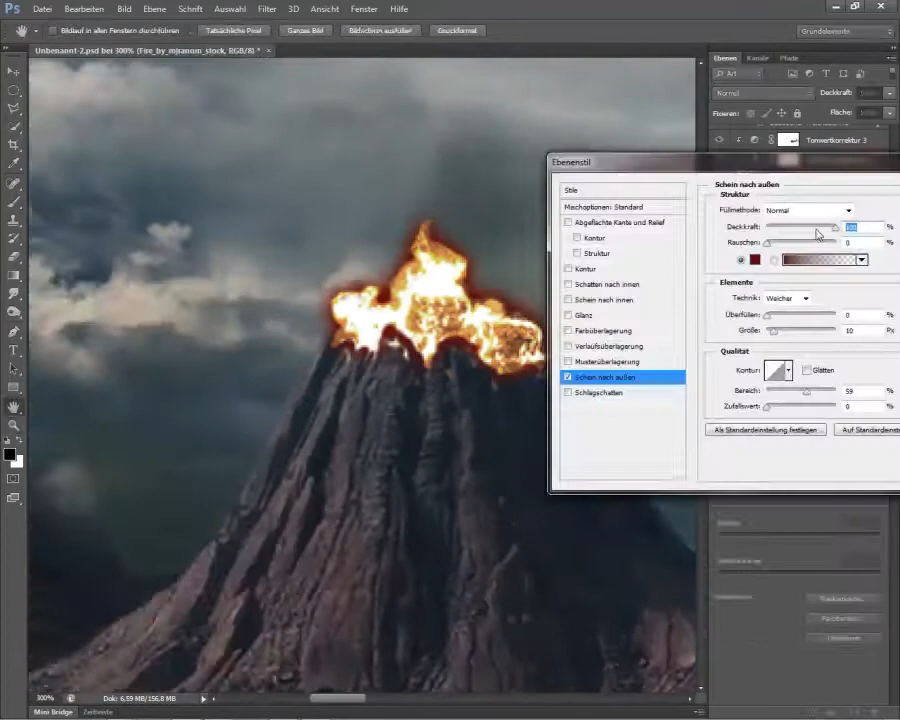 Ps Datei Bearbeiten Bild Ebene Schrift Auswahl Filter 3D Ansicht Fenster Hilfe
Bildlauf in allen Fenstern durchführen Tatsächliche Pixel Ganzes Bild Bildschirm ausfüllen Druckformat Grundelemente
Unbenannt-2.psd bei 300% (Fire_by_mjranum_stock, RGB/8) * ×
Ebenen Kanäle Pfade
Art
Normal Deckkraft:
Fixieren: Fläche:
Tonwertkorrektur 3
Ebenenstil
Stile
Mischoptionen: Standard
Abgeflachte Kante und Relief
Kontur
Struktur
Kontur
Schatten nach innen
Schein nach innen
Glanz
Farbüberlagerung
Verlaufsüberlagerung
Musterüberlagerung
Schein nach außen
Schlagschatten
Schein nach außen
Struktur
Füllmethode: Normal
Deckkraft: %
Rauschen: 0 %
Elemente
Technik: Weicher
Überfüllen: 0 %
Größe: 10 Px
Qualität
Kontur: Glätten
Bereich: 59 %
Zufallswert: 0 %
Als Standardeinstellung festlegen Auf Standardeinste
300% Dok: 6,59 MB/156,8 MB
Mini Bridge Zeitleiste